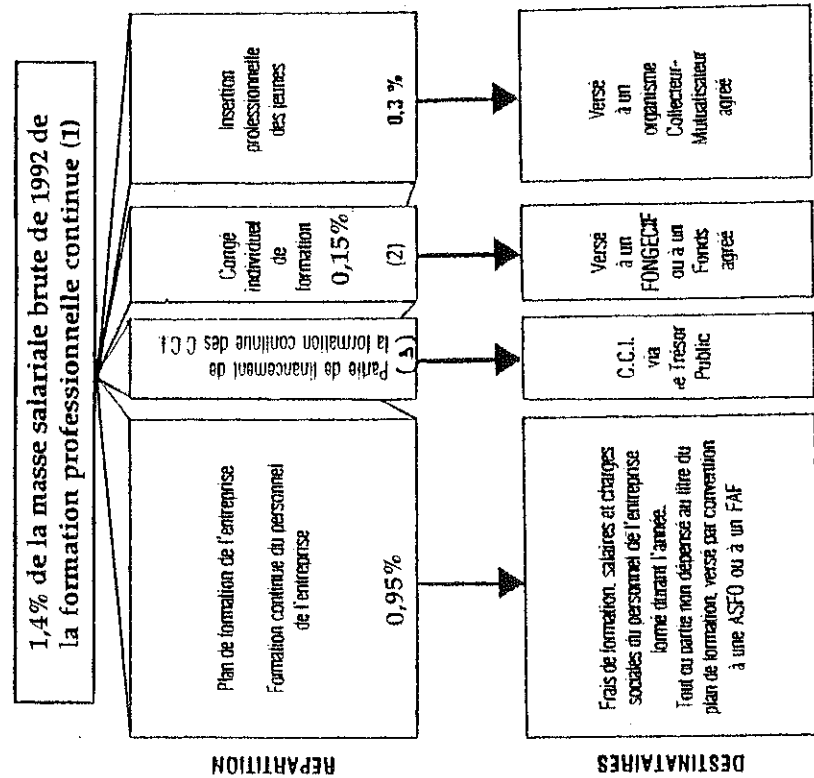 1,4% de la masse salariale brute de 1992 de
la formation professionnelle continue (1)
REPARTITION
Plan de formation de l'entreprise
Formation continue du personnel
de l'entreprise
0,95%
Partie de financement de
la formation continue des C.C.I.
(3)
Congé
individuel
de
formation
0,15%
(2)
Insertion
professionnelle
des jeunes
0,3 %
DESTINATAIRES
Frais de formation, salaires et charges
sociales du personnel de l'entreprise
formé durant l'année.
Tout ou partie non dépensé au titre du
plan de formation, versé par convention
à une ASFO ou à un FAF
C.C.I.
via
le Trésor
Public
Versé
à un
FONGECIF
ou à un
Fonds
agréé
Versé
à un
organisme
Collecteur-
Mutualisateur
agréé